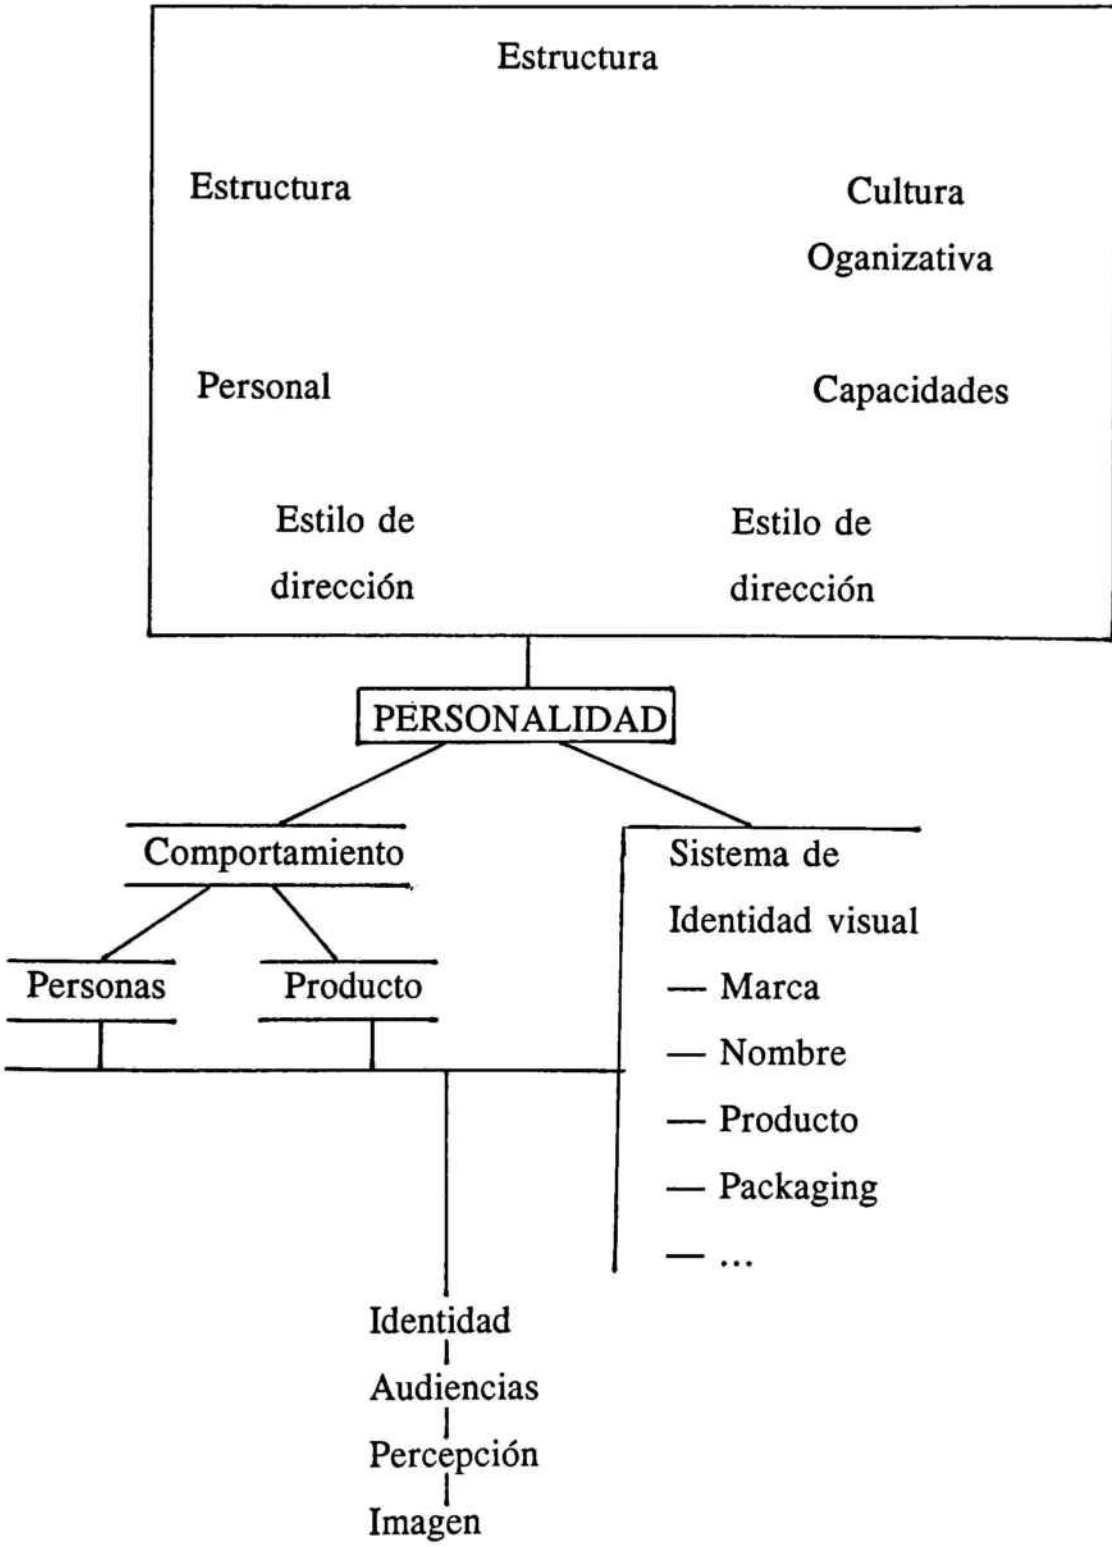 Estructura
Estructura
Cultura
Oganizativa
Personal
Capacidades
Estilo de
dirección
Estilo de
dirección
PERSONALIDAD
Comportamiento
Personas
Producto
Sistema de
Identidad visual
— Marca
— Nombre
— Producto
— Packaging
— ...
Identidad
Audiencias
Percepción
Imagen